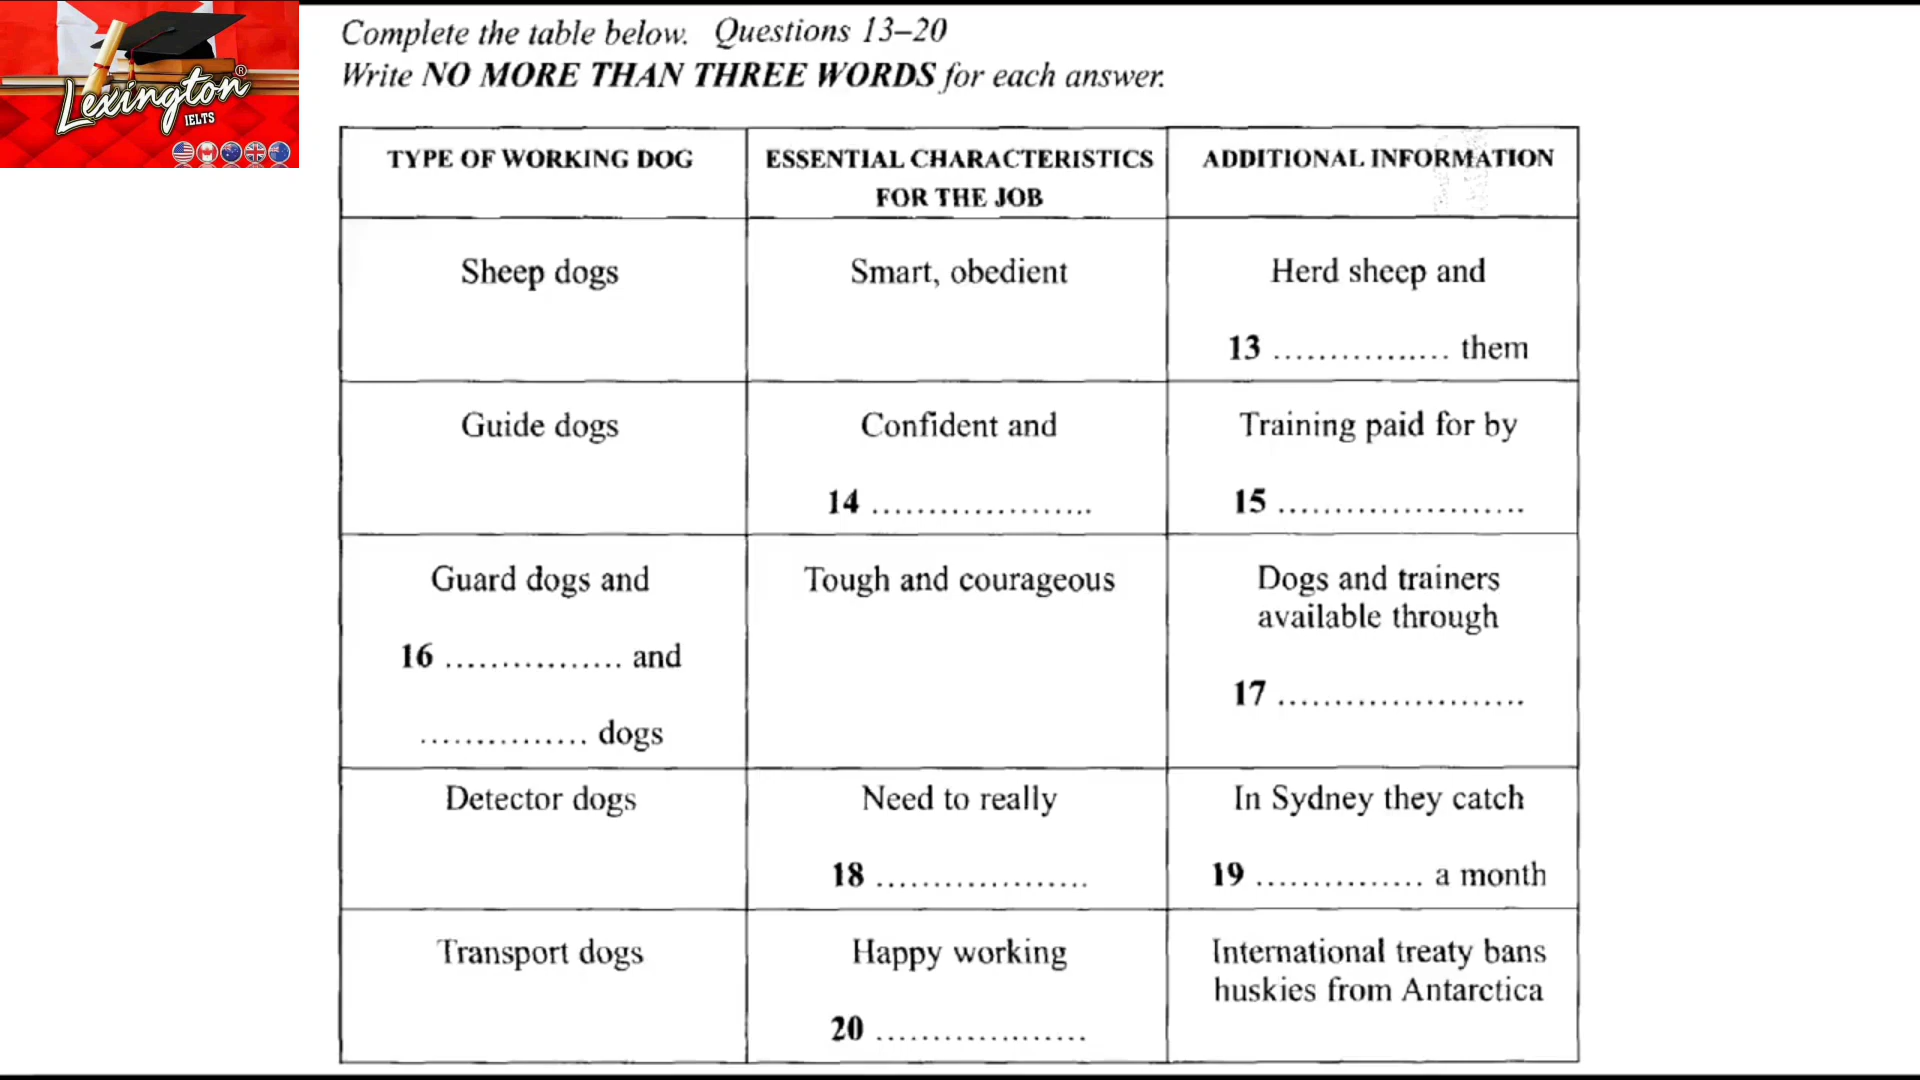 Lexington®
IELTS
Complete the table below. Questions 13–20
Write NO MORE THAN THREE WORDS for each answer.
TYPE OF WORKING DOG
ESSENTIAL CHARACTERISTICS
FOR THE JOB
ADDITIONAL INFORMATION
Sheep dogs
Smart, obedient
Herd sheep and
13 ................ them
Guide dogs
Confident and
14 ....................
Training paid for by
15 ......................
Guard dogs and
16 ................ and
............... dogs
Tough and courageous
Dogs and trainers
available through
17 ......................
Detector dogs
Need to really
18 ...................
In Sydney they catch
19 ............... a month
Transport dogs
Happy working
20 ...................
International treaty bans
huskies from Antarctica